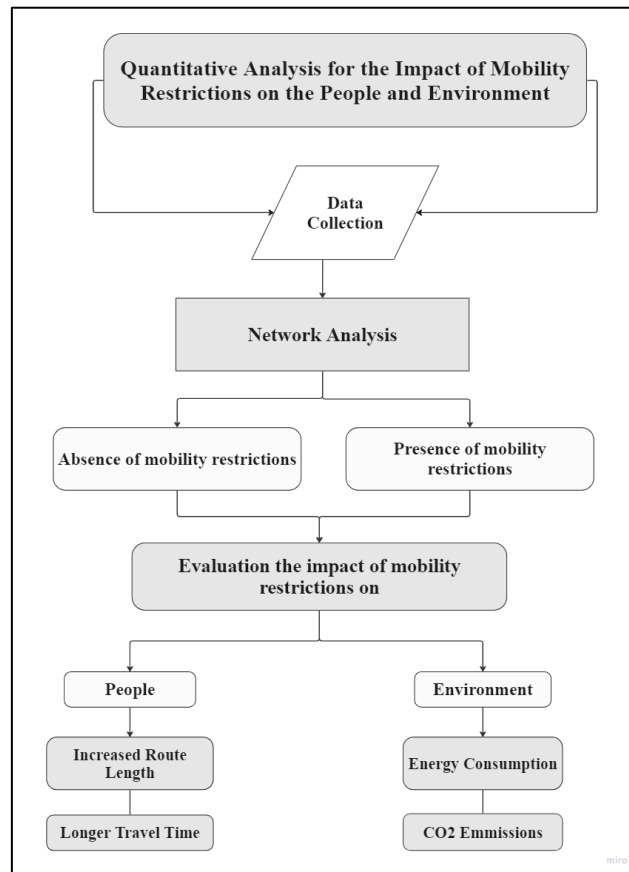 Quantitative Analysis for the Impact of Mobility
Restrictions on the People and Environment
Data
Collection
Network Analysis
Absence of mobility restrictions
Presence of mobility
restrictions
Evaluation the impact of mobility
restrictions on
People
Environment
Increased Route
Length
Energy Consumption
Longer Travel Time
CO2 Emmissions
miro